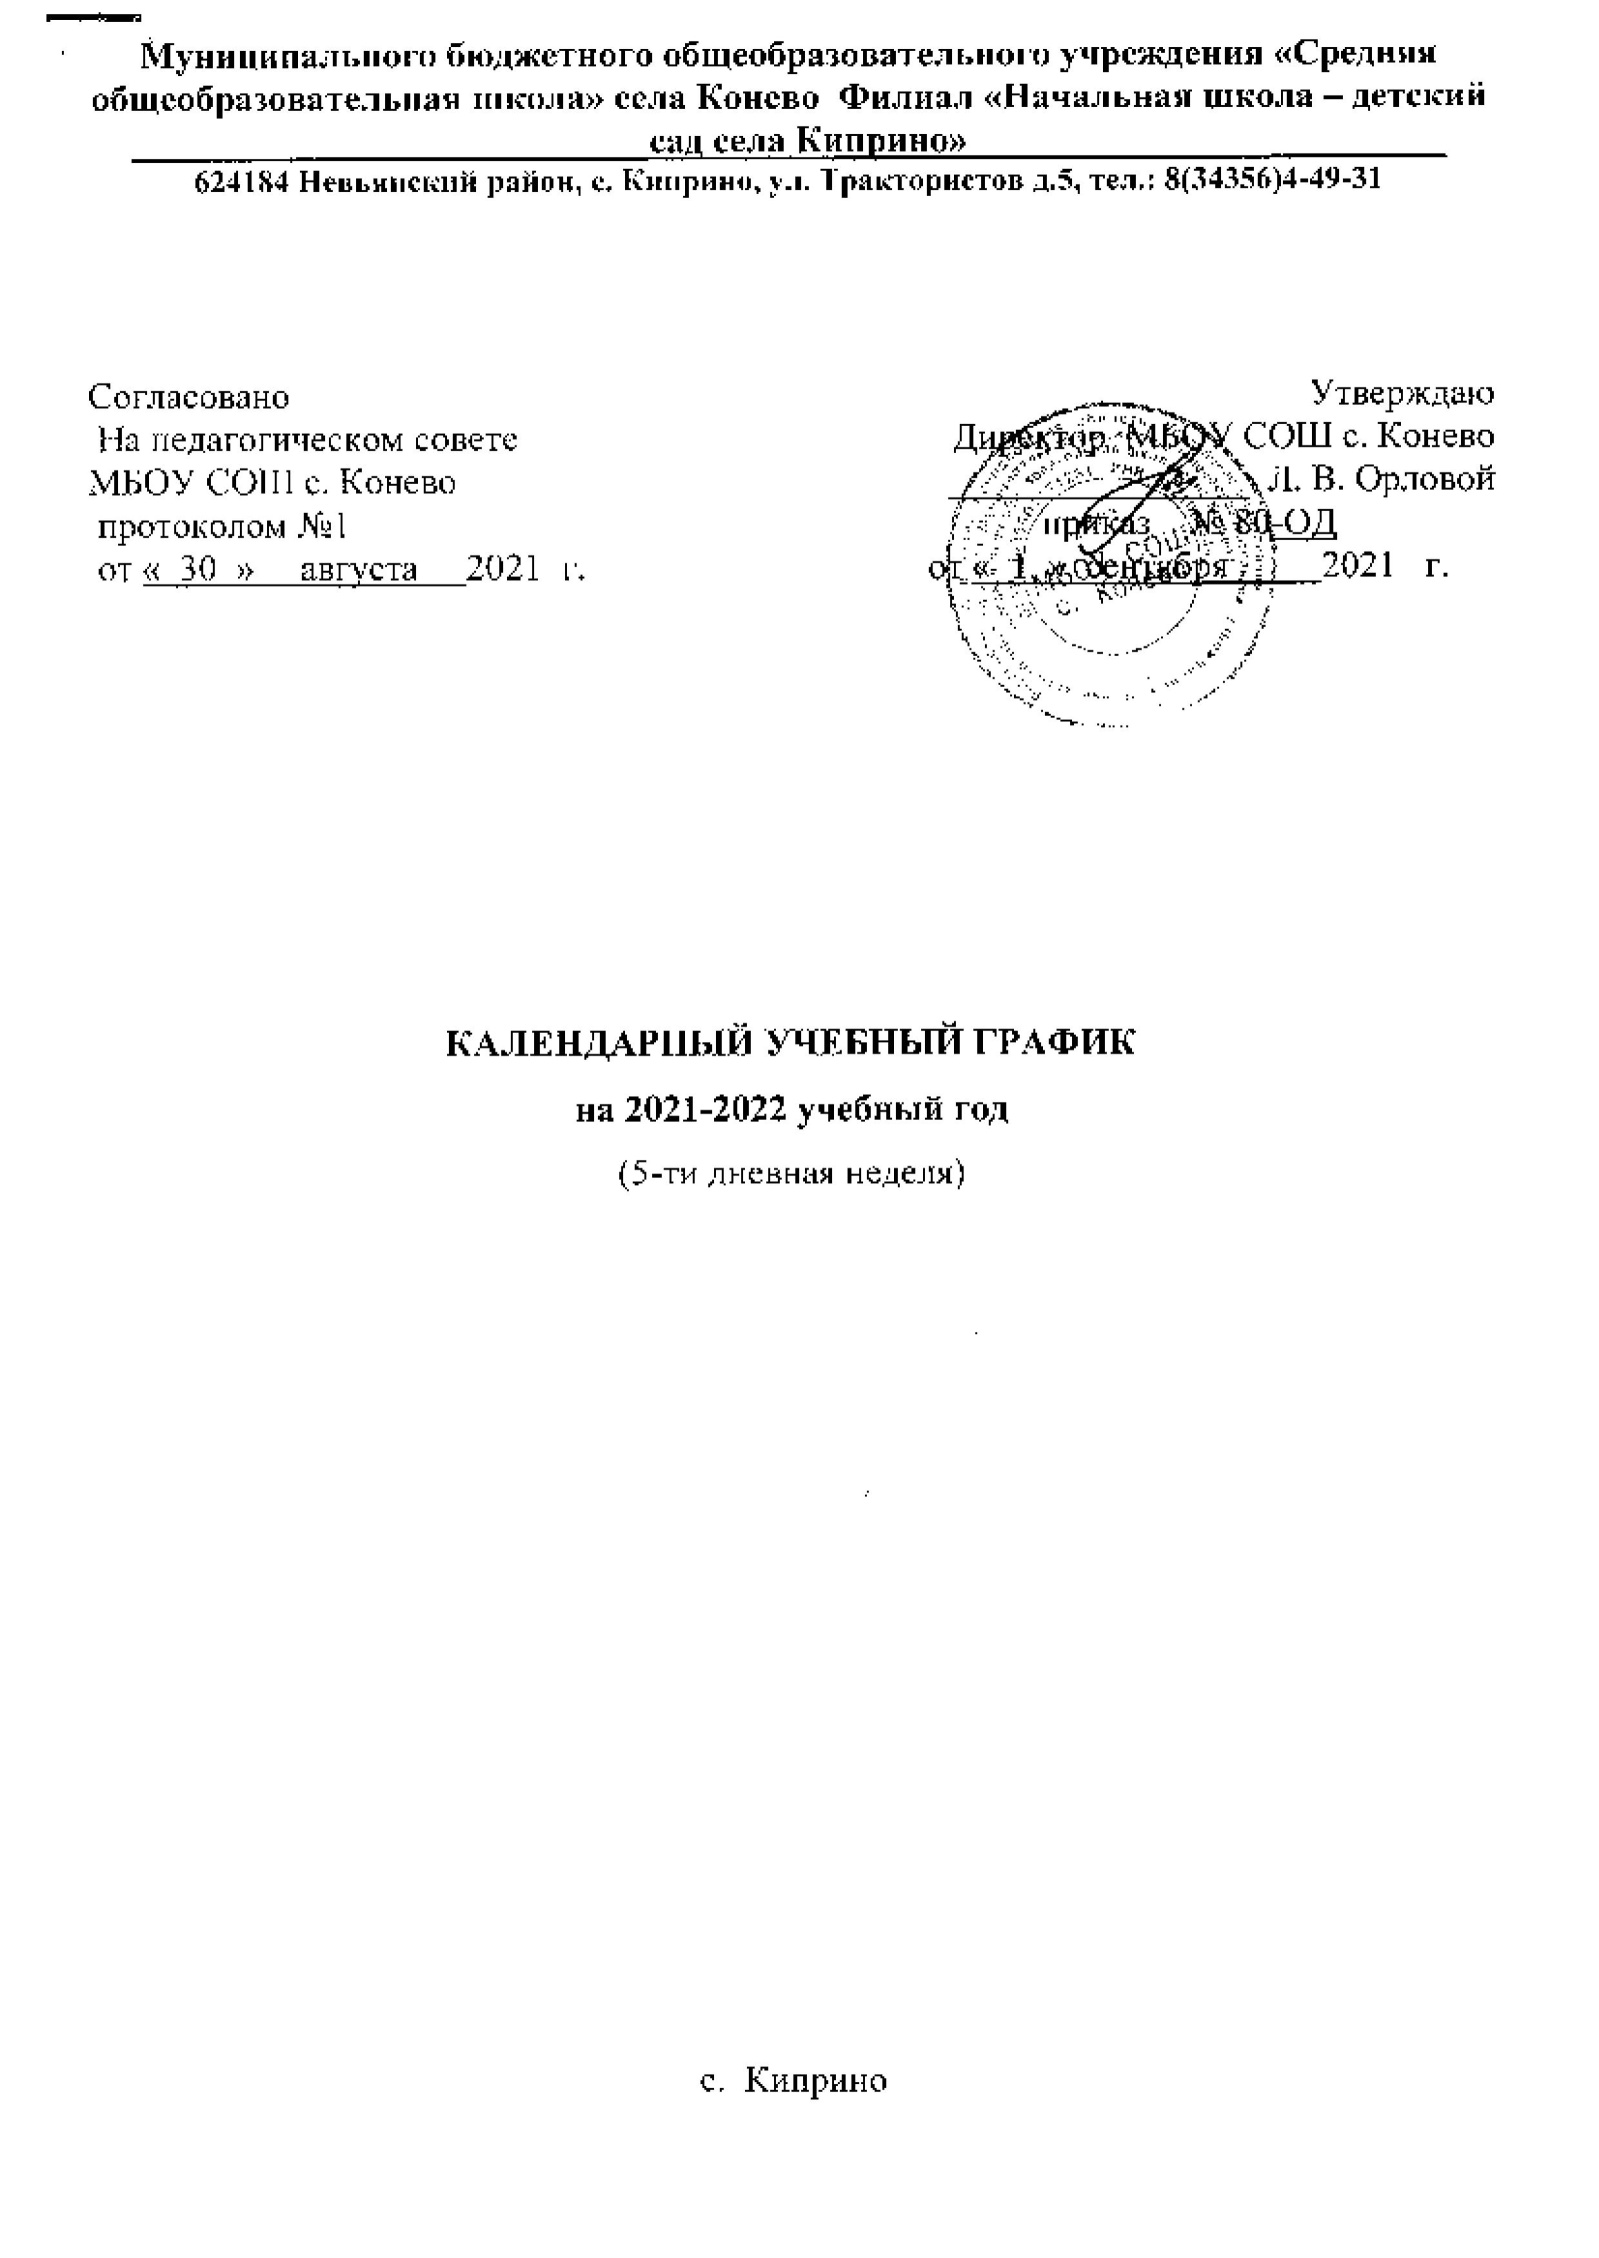 Муниципального бюджетного общеобразовательного учреждения «Средняя
общеобразовательная школа» села Конево Филиал «Начальная школа – детский
сад села Киприно»
624184 Невьянский район, с. Киприно, ул. Трактористов д.5, тел.: 8(34356)4-49-31
Согласовано
На педагогическом совете
МБОУ СОШ с. Конево
протоколом №1
от « 30 » августа 2021 г.
Утверждаю
Директор МБОУ СОШ с. Конево
Л. В. Орловой
приказ № 80-ОД
от « 1 » сентября 2021 г.
СОШ
с. Конево
КАЛЕНДАРНЫЙ УЧЕБНЫЙ ГРАФИК
на 2021-2022 учебный год
(5-ти дневная неделя)
с. Киприно